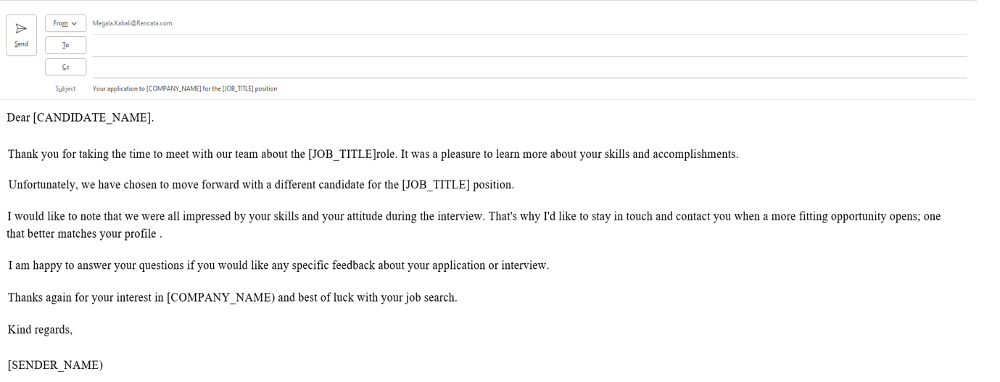 From
Megala.Kabali@Rencata.com
Send
To
Cc
Subject
Your application to [COMPANY_NAME] for the [JOB_TITLE] position
Dear [CANDIDATE_NAME].
Thank you for taking the time to meet with our team about the [JOB_TITLE]role. It was a pleasure to learn more about your skills and accomplishments.
Unfortunately, we have chosen to move forward with a different candidate for the [JOB_TITLE] position.
I would like to note that we were all impressed by your skills and your attitude during the interview. That's why I'd like to stay in touch and contact you when a more fitting opportunity opens; one
that better matches your profile .
I am happy to answer your questions if you would like any specific feedback about your application or interview.
Thanks again for your interest in [COMPANY_NAME) and best of luck with your job search.
Kind regards,
[SENDER_NAME)